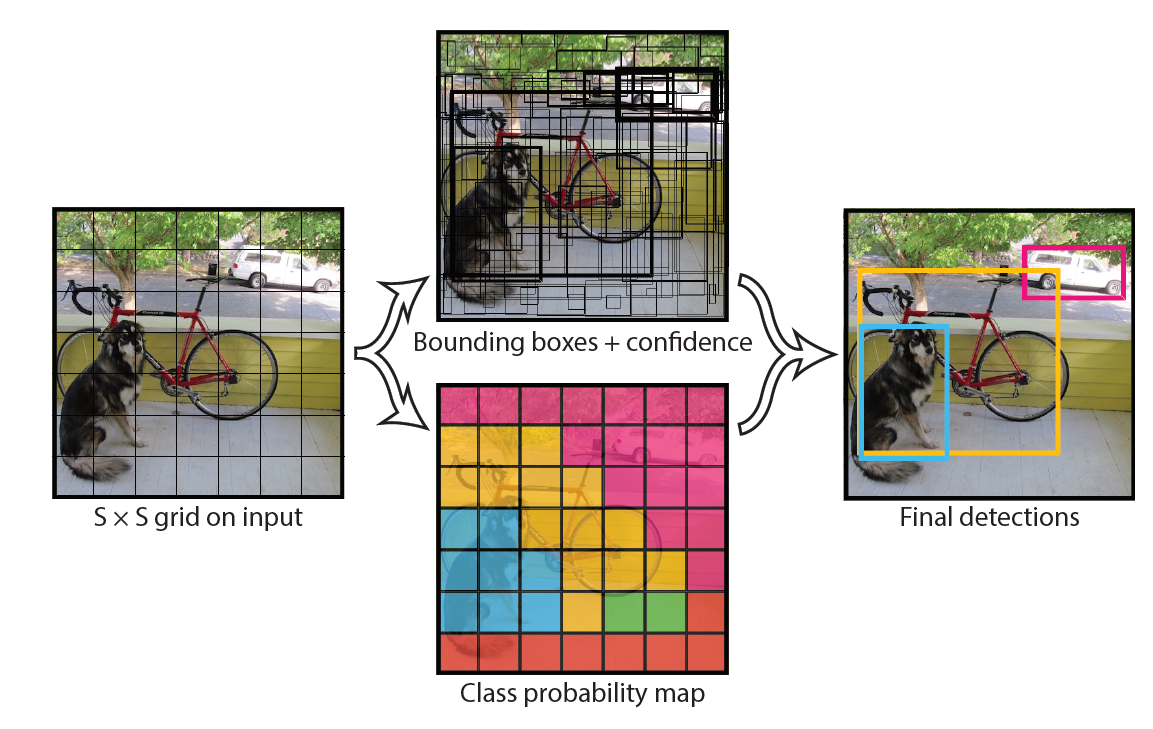 Bounding boxes + confidence
S × S grid on input
Final detections
Class probability map